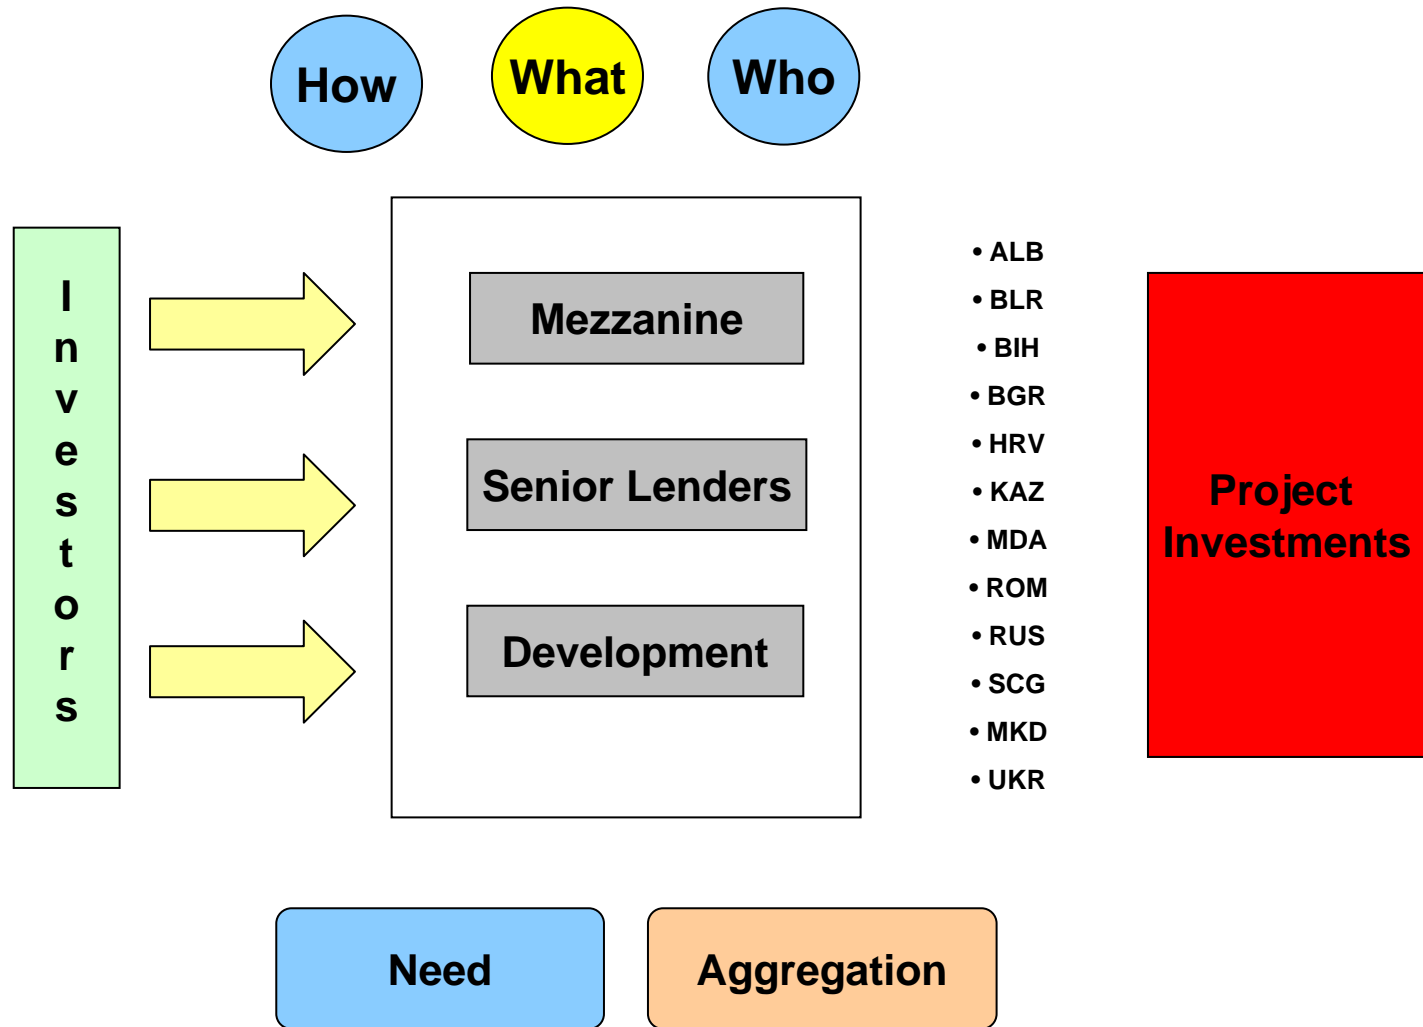 How
What
Who
Investors
Mezzanine
Senior Lenders
Development
• ALB
• BLR
• BIH
• BGR
• HRV
• KAZ
• MDA
• ROM
• RUS
• SCG
• MKD
• UKR
Project
Investments
Need
Aggregation